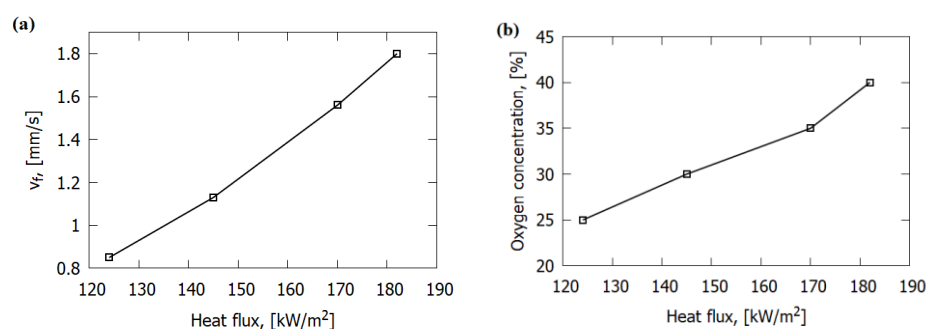 (a)
1.8
1.6
1.4
1.2
1
0.8
v_f, [mm/s]
120 130 140 150 160 170 180 190
Heat flux, [kW/m²]
(b)
45
40
35
30
25
20
Oxygen concentration, [%]
120 130 140 150 160 170 180 190
Heat flux, [kW/m²]